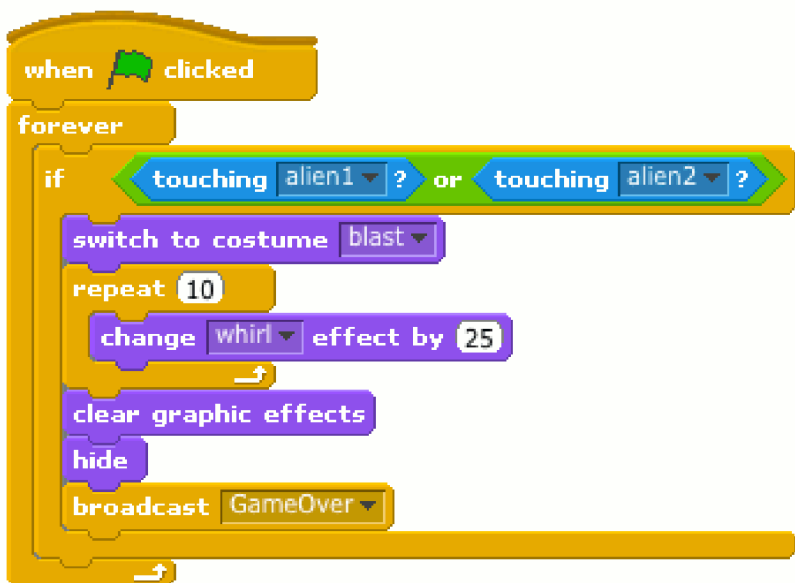 when clicked
forever
if touching alien1 ? or touching alien2 ?
switch to costume blast
repeat 10
change whirl effect by 25
clear graphic effects
hide
broadcast GameOver